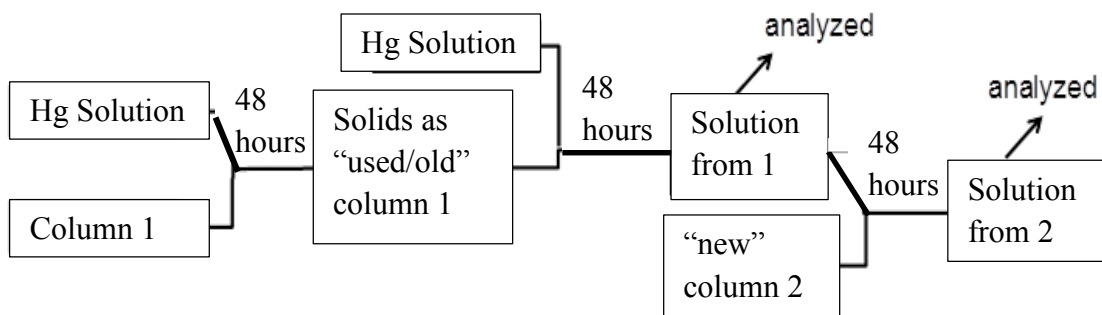 Hg Solution
Column 1
48
hours
Solids as
“used/old”
column 1
Hg Solution
48
hours
analyzed
Solution
from 1
“new”
column 2
48
hours
analyzed
Solution
from 2